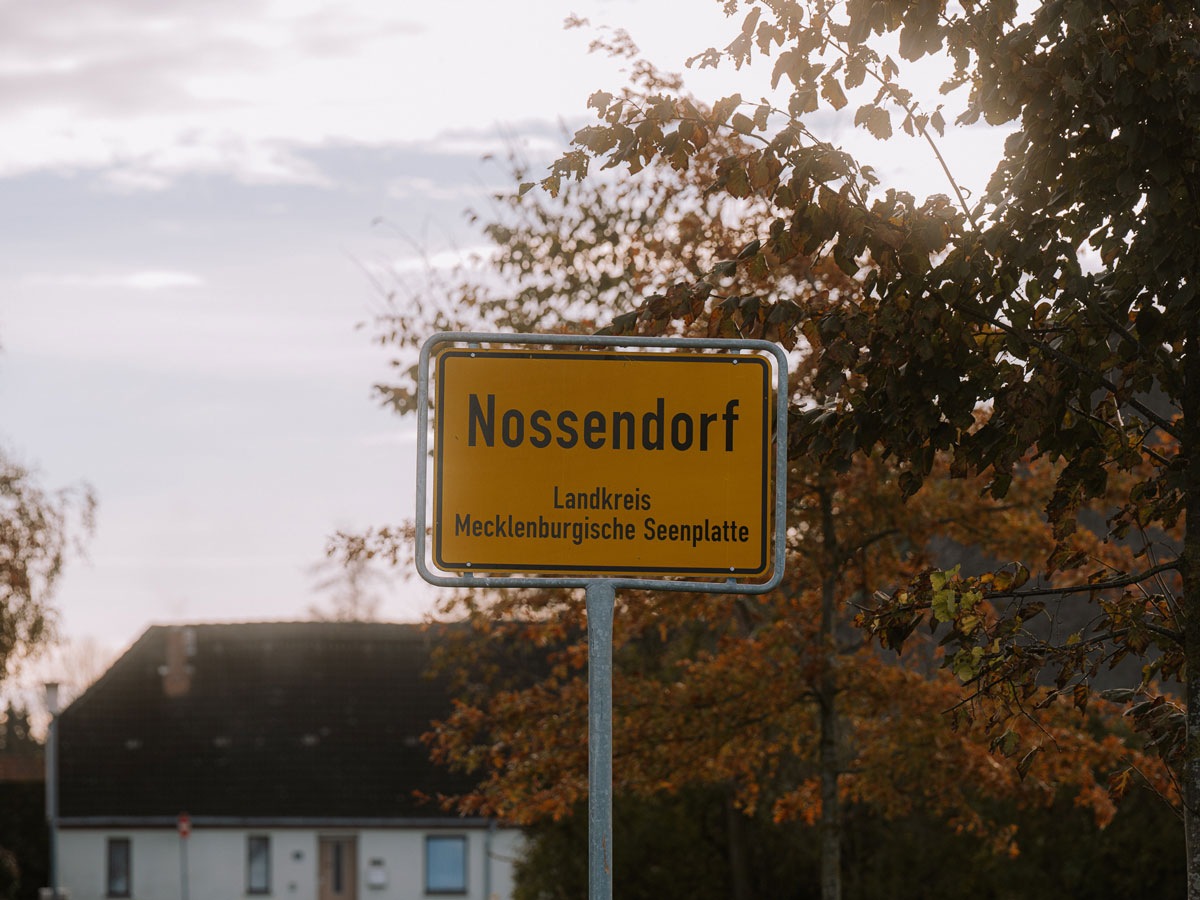 Nossendorf
Landkreis
Mecklenburgische Seenplatte